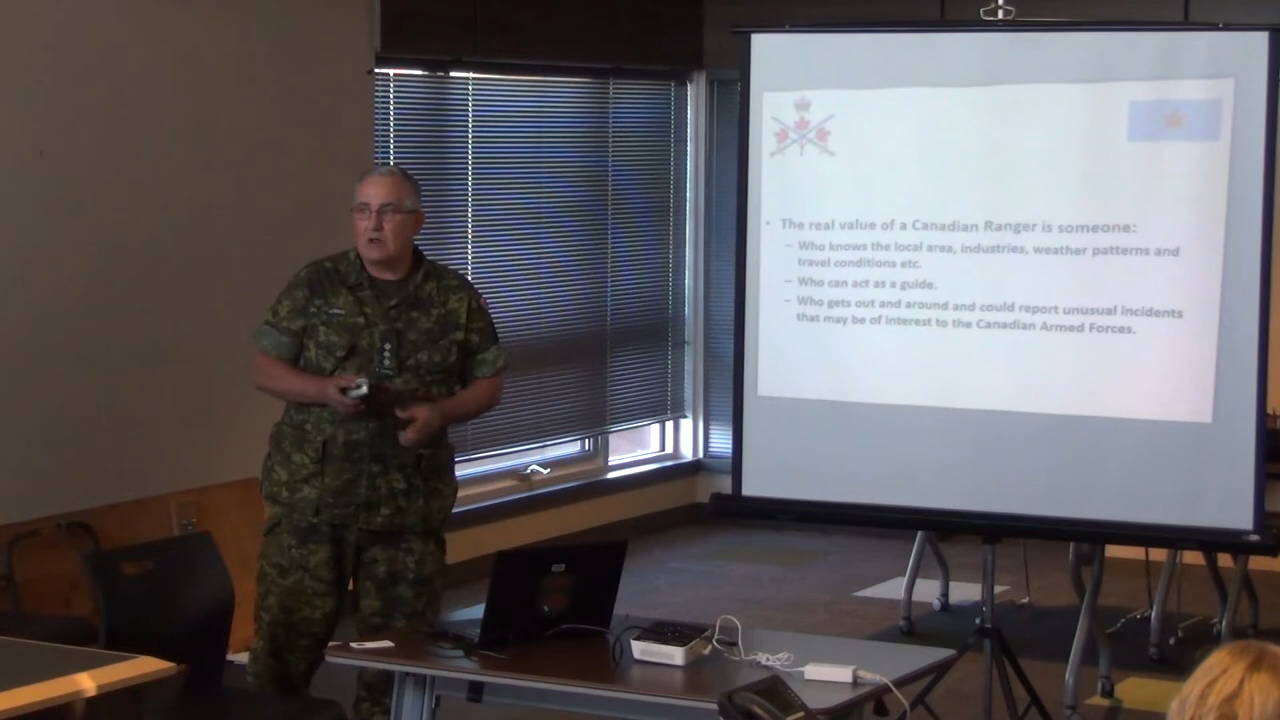 • The real value of a Canadian Ranger is someone:
– Who knows the local area, industries, weather patterns and
travel conditions etc.
– Who can act as a guide.
– Who gets out and around and could report unusual incidents
that may be of interest to the Canadian Armed Forces.